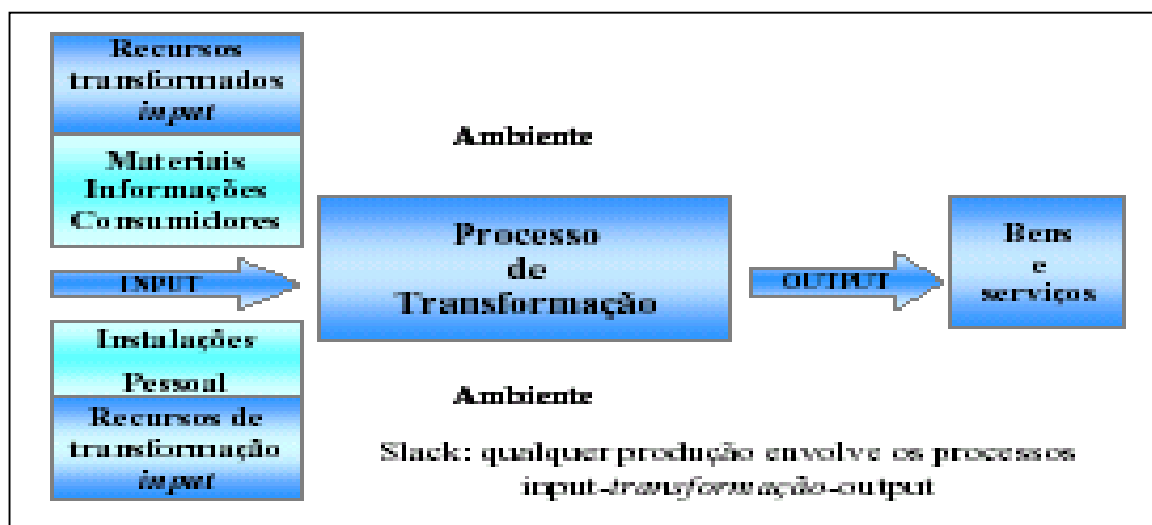 Recursos
transformados
input
Materiais
Informações
Consumidores
INPUT
Instalações
Pessoal
Recursos de
transformação
input
Ambiente
Processo
de
Transformação
Ambiente
OUTPUT
Bens
e
serviços
Slack: qualquer produção envolve os processos
input-transformação-output